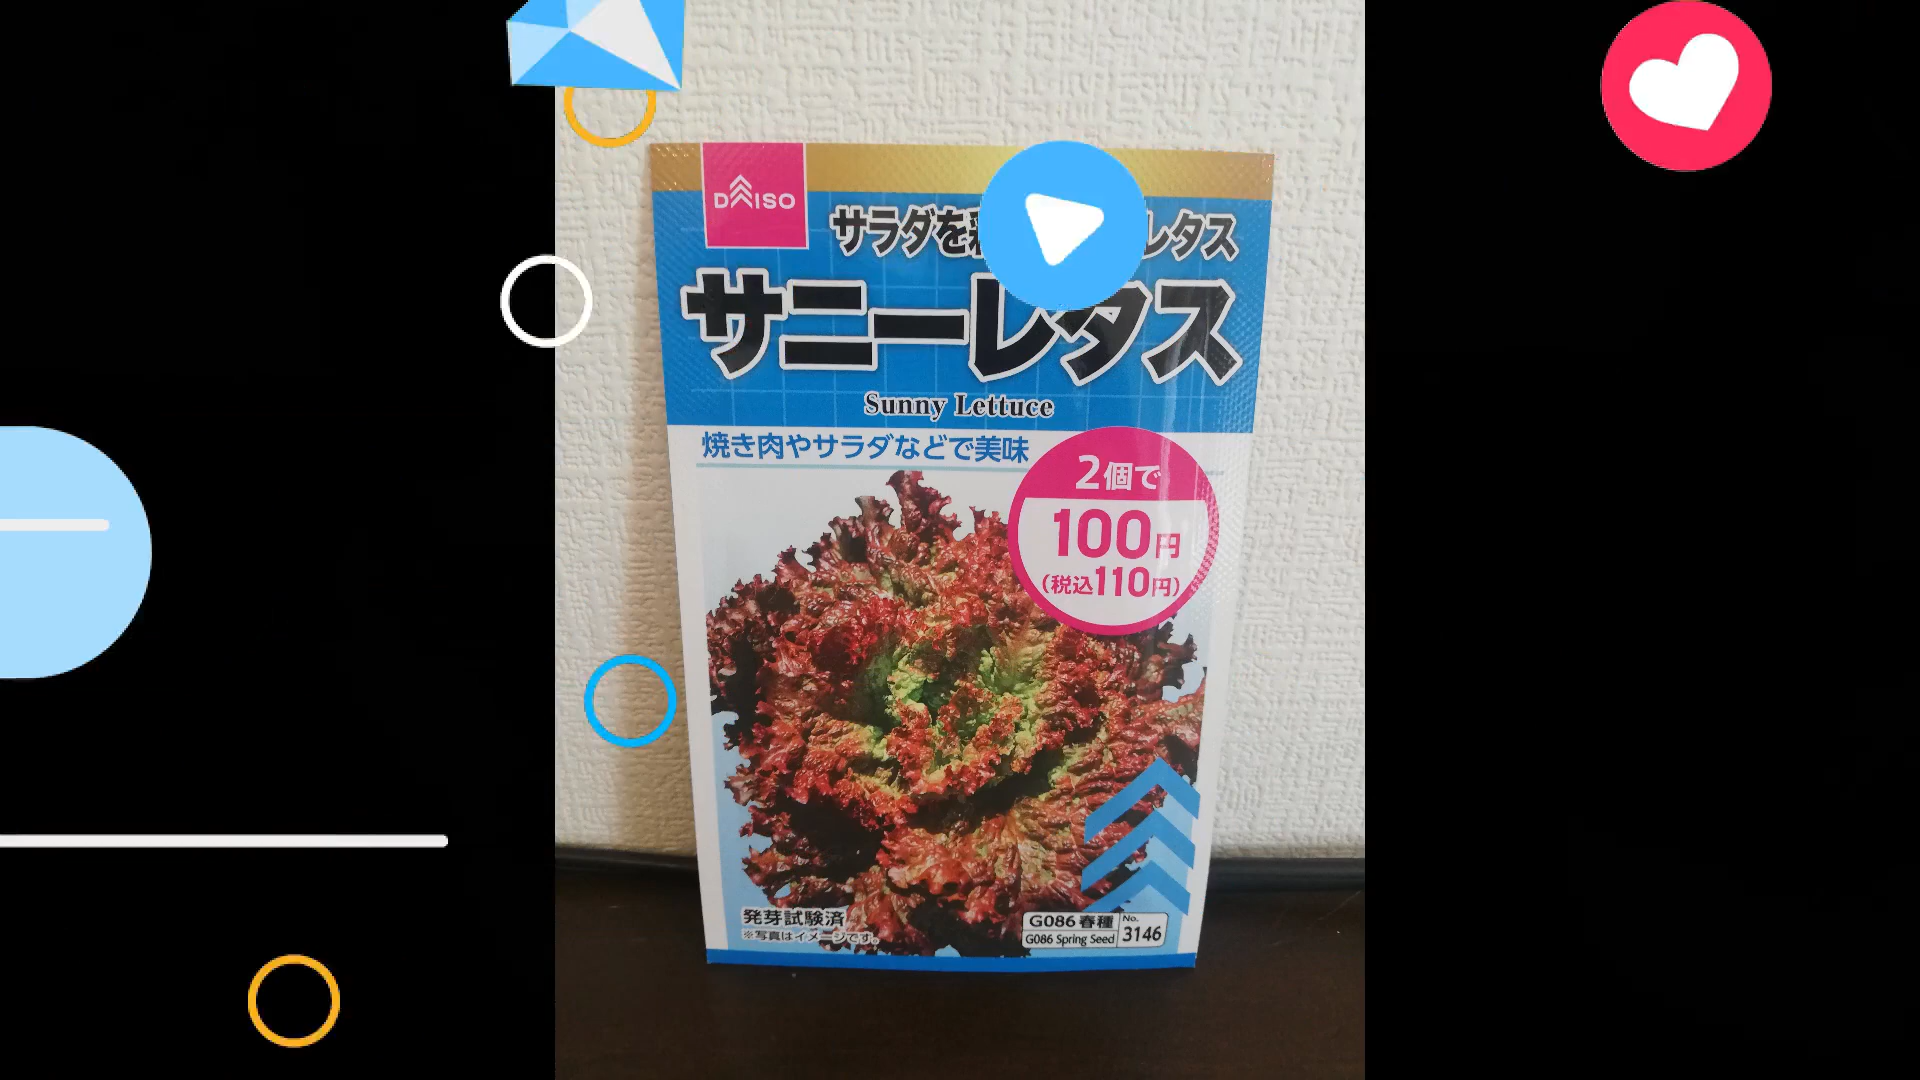 DAISO
サラダを レタス
サニーレタス
Sunny Lettuce
焼き肉やサラダなどで美味
2個で
100円
(税込110円)
発芽試験済
※写真はイメージです。
G086 春種
G086 Spring Seed
No.
3146